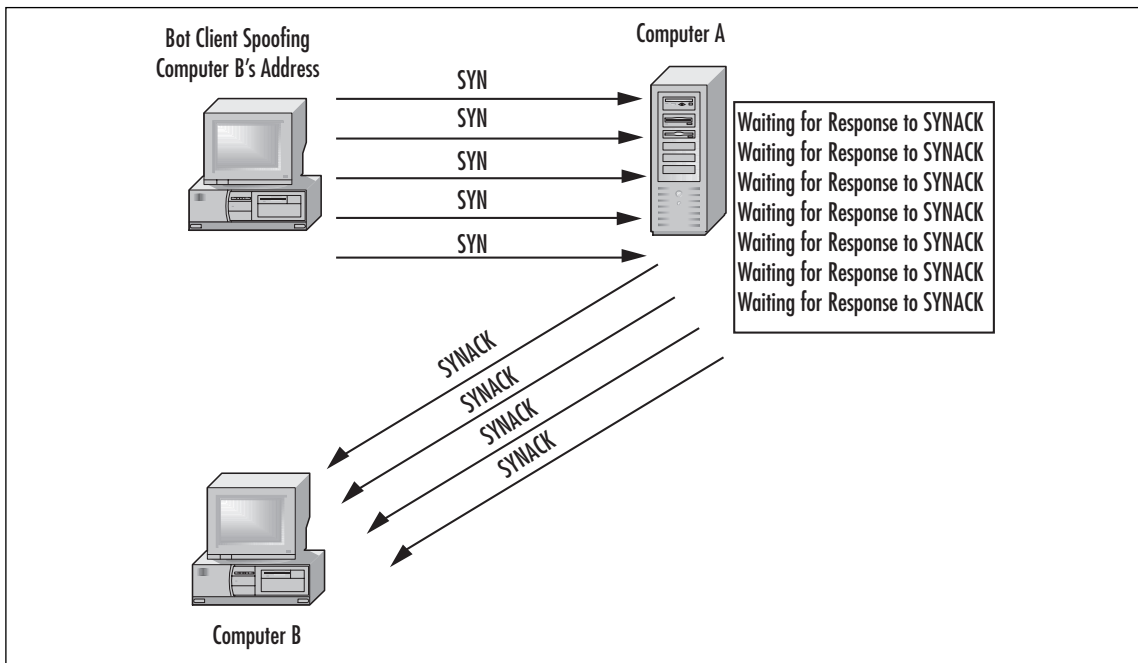 Bot Client Spoofing
Computer B's Address
Computer A
SYN
SYN
SYN
SYN
SYN
Waiting for Response to SYNACK
Waiting for Response to SYNACK
Waiting for Response to SYNACK
Waiting for Response to SYNACK
Waiting for Response to SYNACK
Waiting for Response to SYNACK
Waiting for Response to SYNACK
SYNACK
SYNACK
SYNACK
SYNACK
Computer B